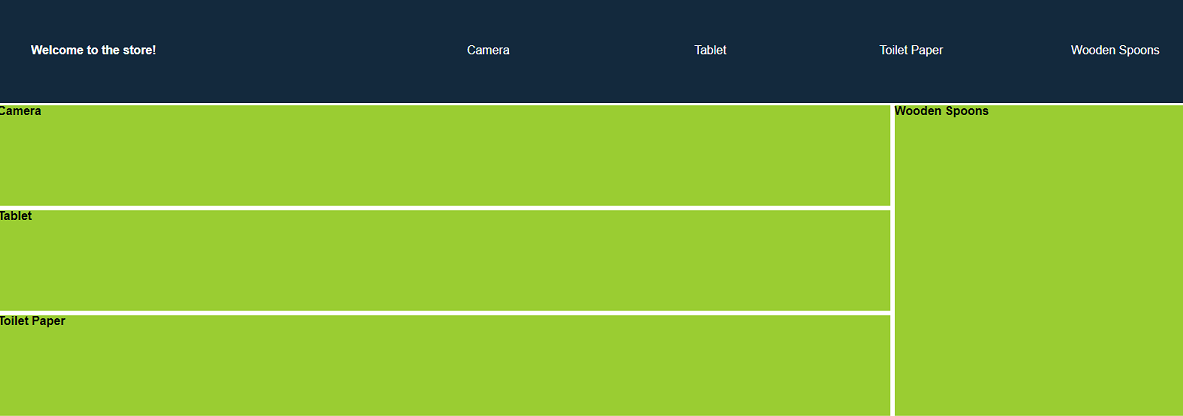 Welcome to the store! Camera Tablet Toilet Paper Wooden Spoons
Camera
Wooden Spoons
Tablet
Toilet Paper